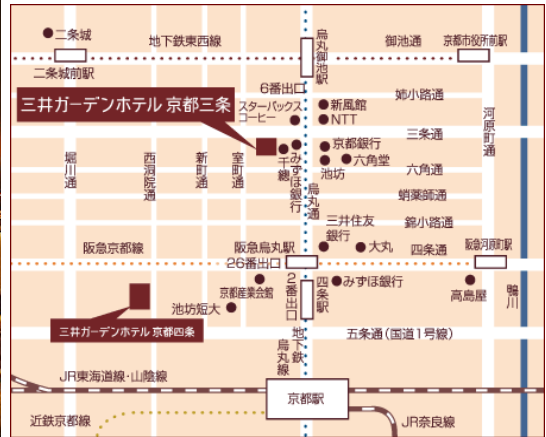 二条城
地下鉄東西線
御池通
京都市役所前駅
烏丸御池駅
二条城前駅
6番出口
姉小路通
三井ガーデンホテル 京都三条
スターバックス
コーヒー
新風館
NTT
河原町通
三条通
京都銀行
六角堂
池坊
千總
みずほ銀行
六角通
堀川通
西洞院通
新町通
室町通
烏丸通
蛸薬師通
錦小路通
三井住友
銀行
大丸
四条通
阪急京都線
阪急烏丸駅
26番出口
阪急河原町駅
京都産業会館
池坊短大
2番出口
四条駅
みずほ銀行
高島屋
鴨川
三井ガーデンホテル 京都四条
地下鉄
烏丸線
五条通(国道1号線)
JR東海道線・山陰線
京都駅
近鉄京都線
JR奈良線